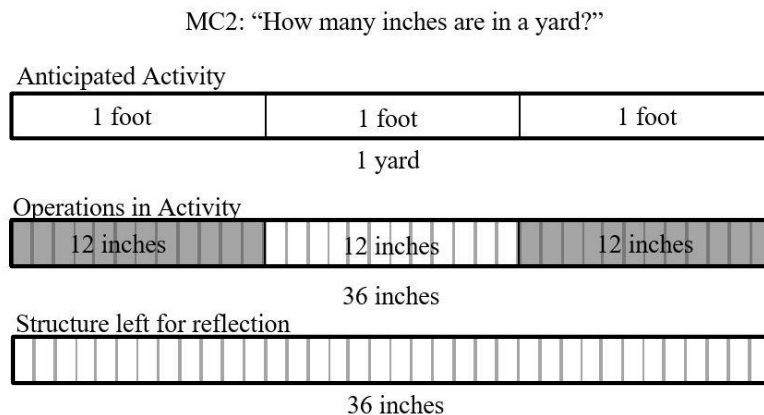 MC2: “How many inches are in a yard?”
Anticipated Activity
1 foot 1 foot 1 foot
1 yard
Operations in Activity
12 inches 12 inches 12 inches
36 inches
Structure left for reflection
36 inches